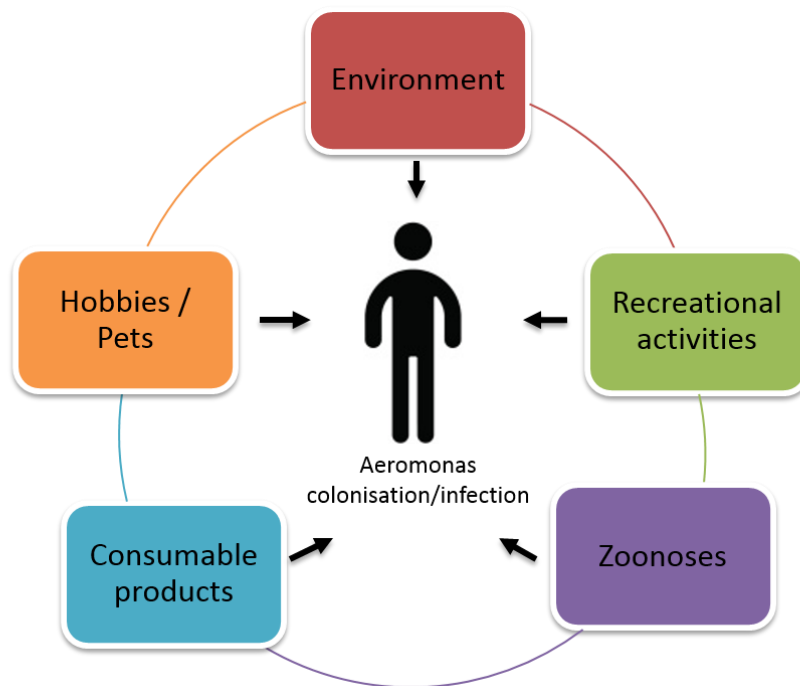 Environment
Hobbies /
Pets
Recreational
activities
Aeromonas
colonisation/infection
Consumable
products
Zoonoses